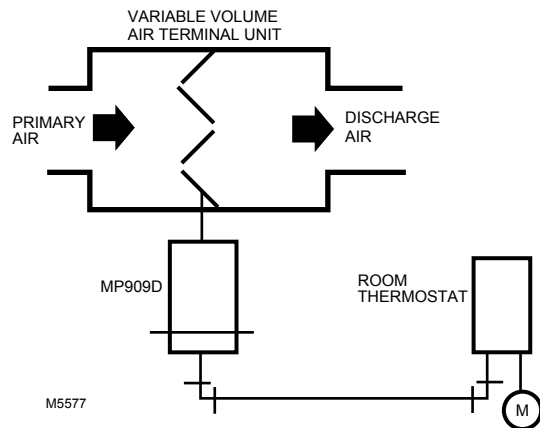 VARIABLE VOLUME
AIR TERMINAL UNIT
PRIMARY
AIR
DISCHARGE
AIR
MP909D
ROOM
THERMOSTAT
M5577
M